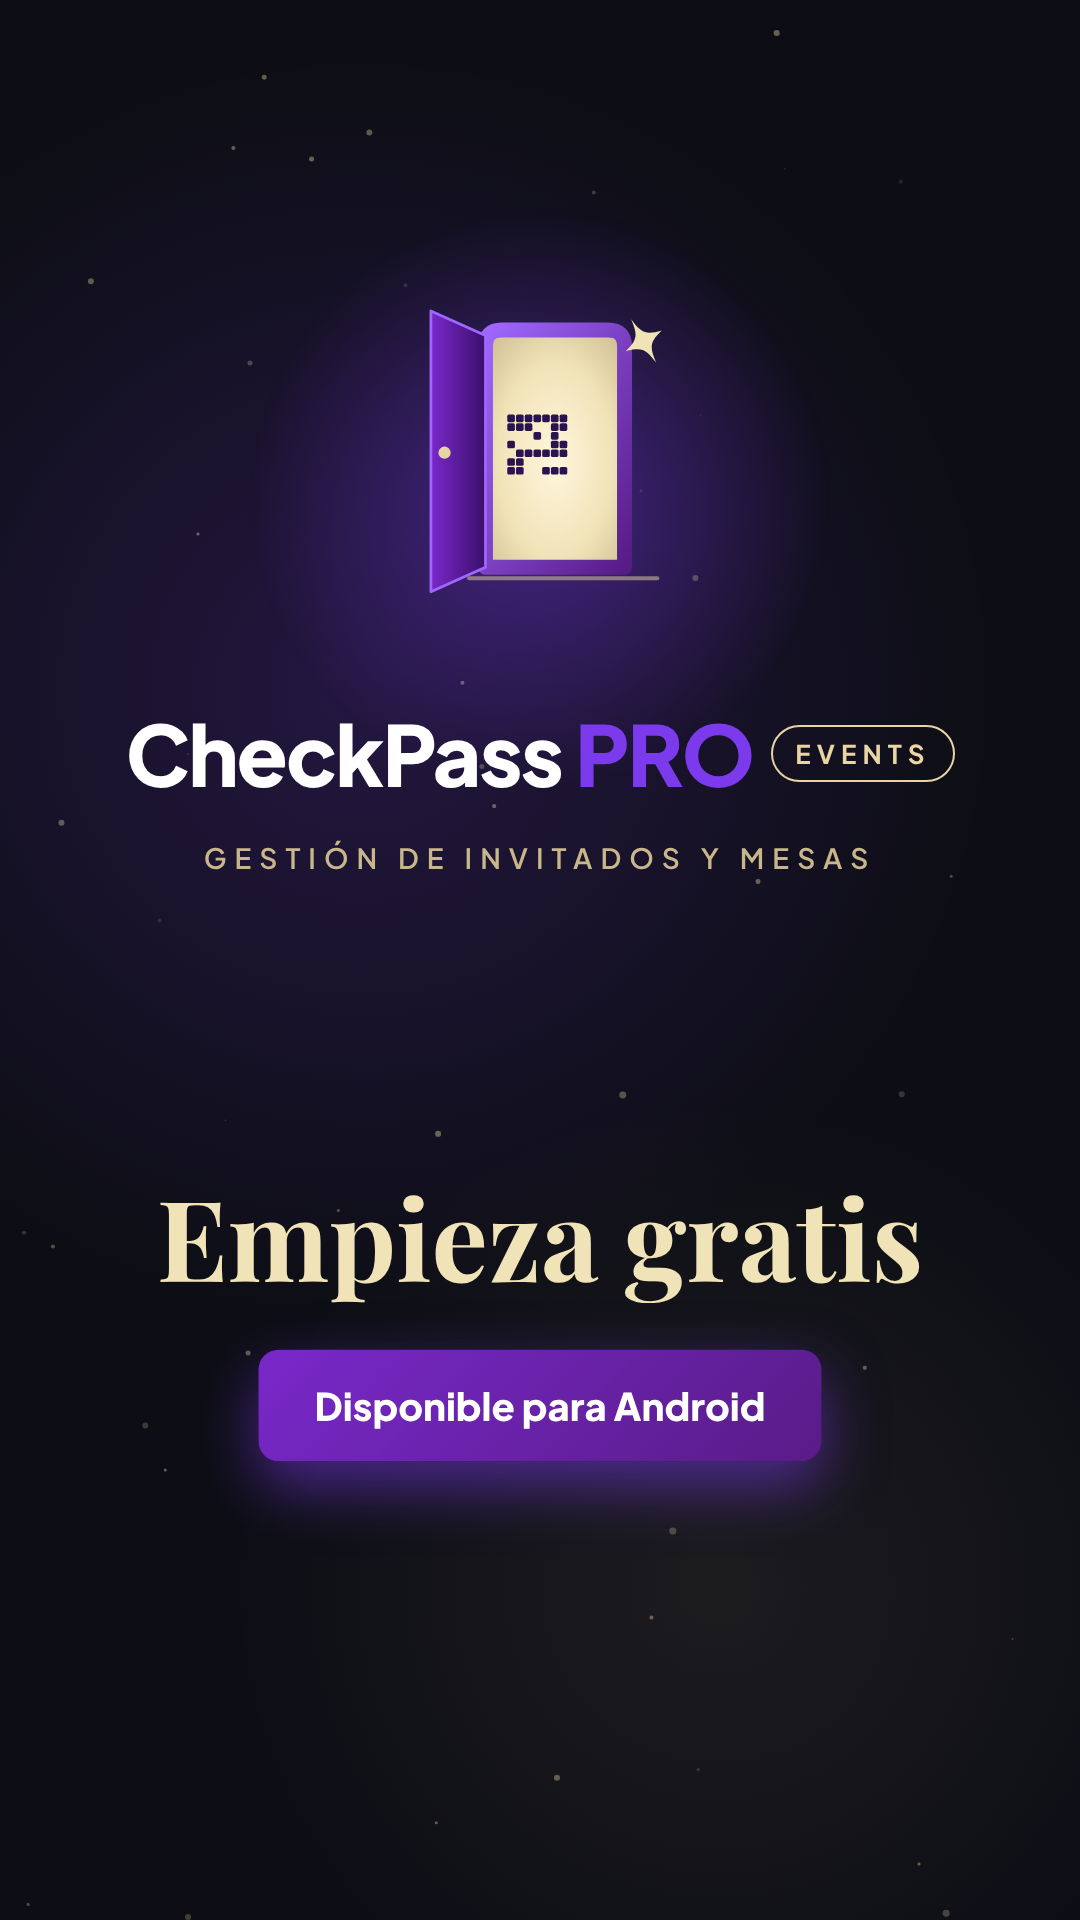 CheckPass PRO EVENTS
GESTIÓN DE INVITADOS Y MESAS
Empieza gratis
Disponible para Android